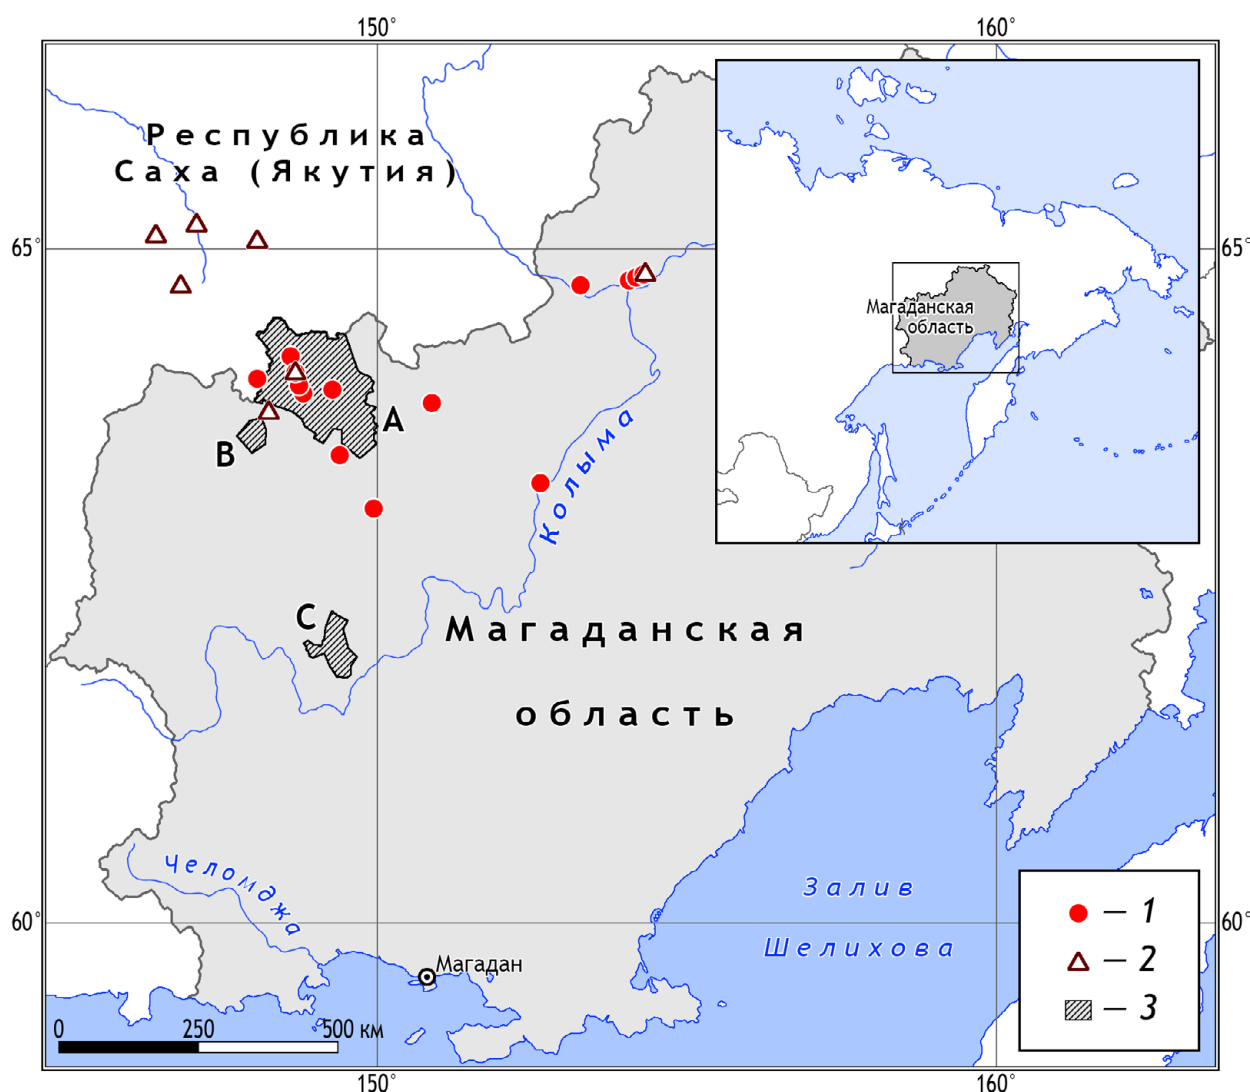 150°
160°
Республика
Саха (Якутия)
65°
65°
Магаданская
область
A
B
Колыма
C
Магаданская
область
Челомджа
Залив
Шелихова
60°
60°
Магадан
0 250 500 км
– 1
– 2
– 3
150°
160°